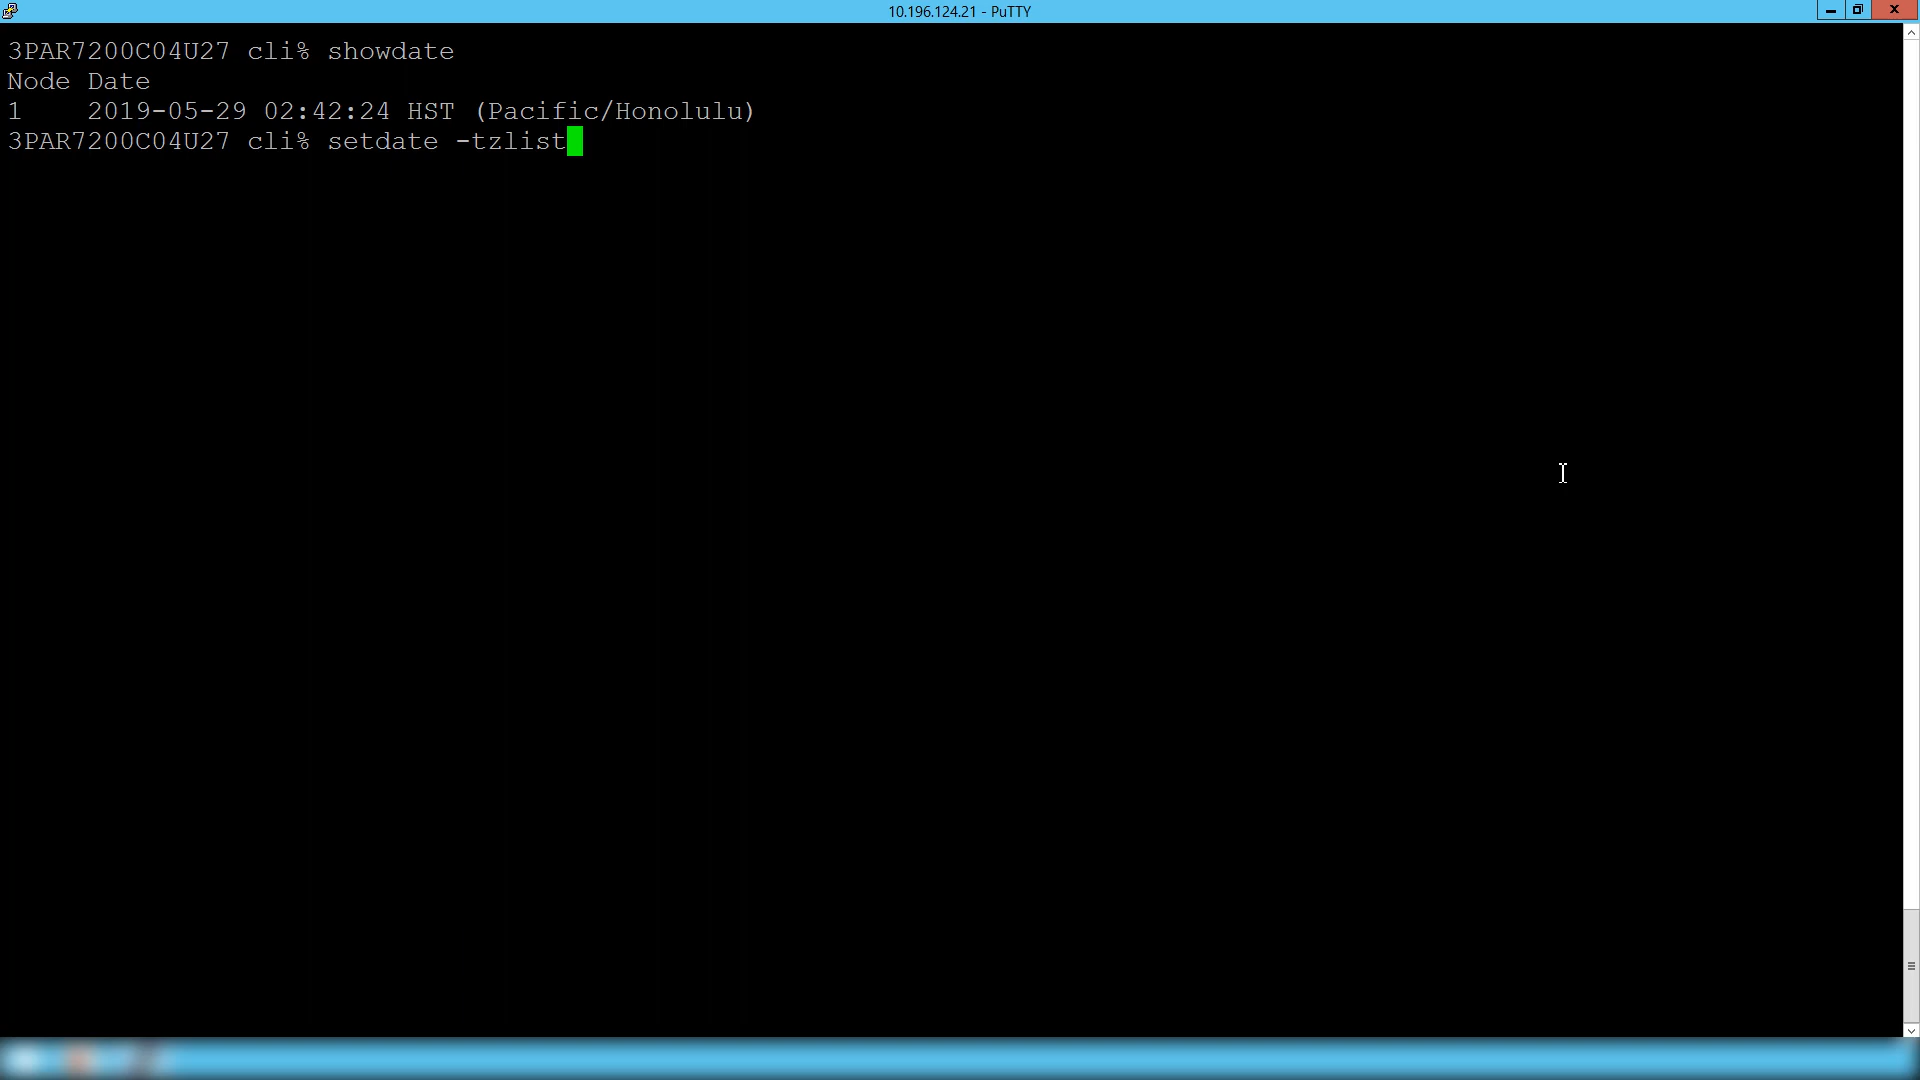 10.196.124.21 - PuTTY
3PAR7200C04U27 cli% showdate
Node Date
1    2019-05-29 02:42:24 HST (Pacific/Honolulu)
3PAR7200C04U27 cli% setdate -tzlist